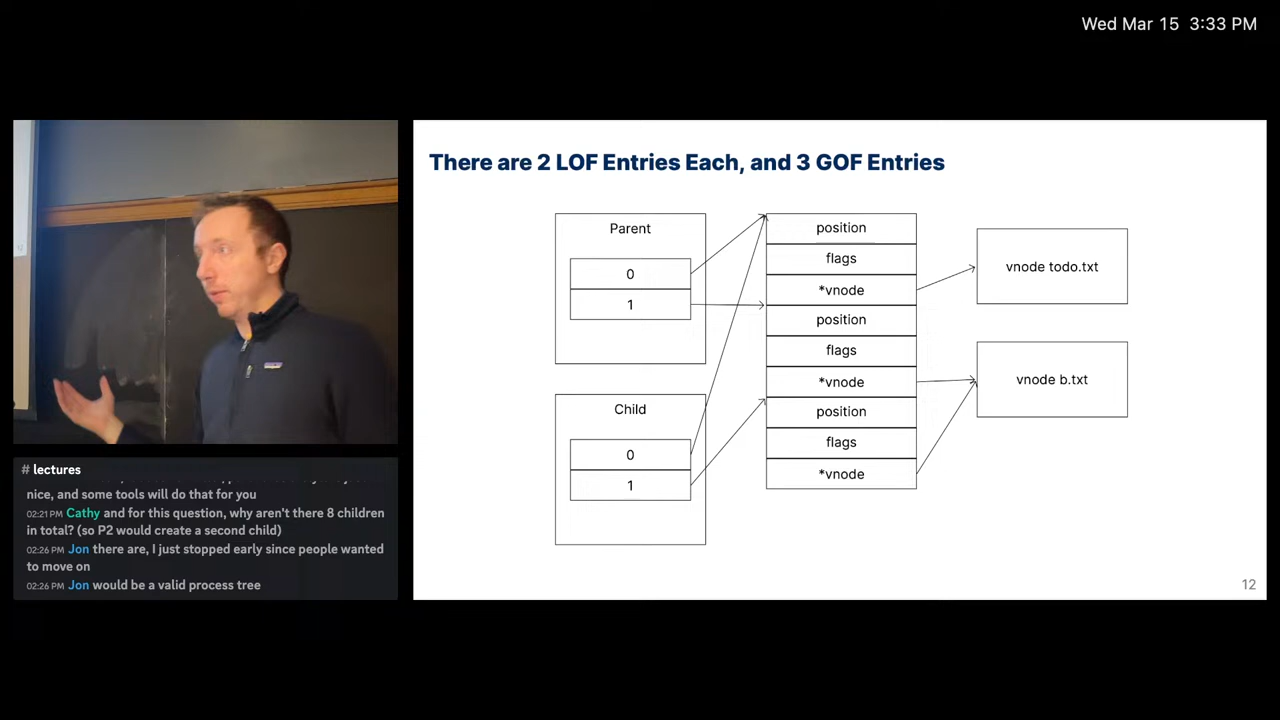 Wed Mar 15 3:33 PM
There are 2 LOF Entries Each, and 3 GOF Entries
Parent
0
1
Child
0
1
position
flags
*vnode
position
flags
*vnode
position
flags
*vnode
vnode todo.txt
vnode b.txt
12
# lectures
nice, and some tools will do that for you
02:21 PM Cathy and for this question, why aren't there 8 children
in total? (so P2 would create a second child)
02:26 PM Jon there are, I just stopped early since people wanted
to move on
02:26 PM Jon would be a valid process tree